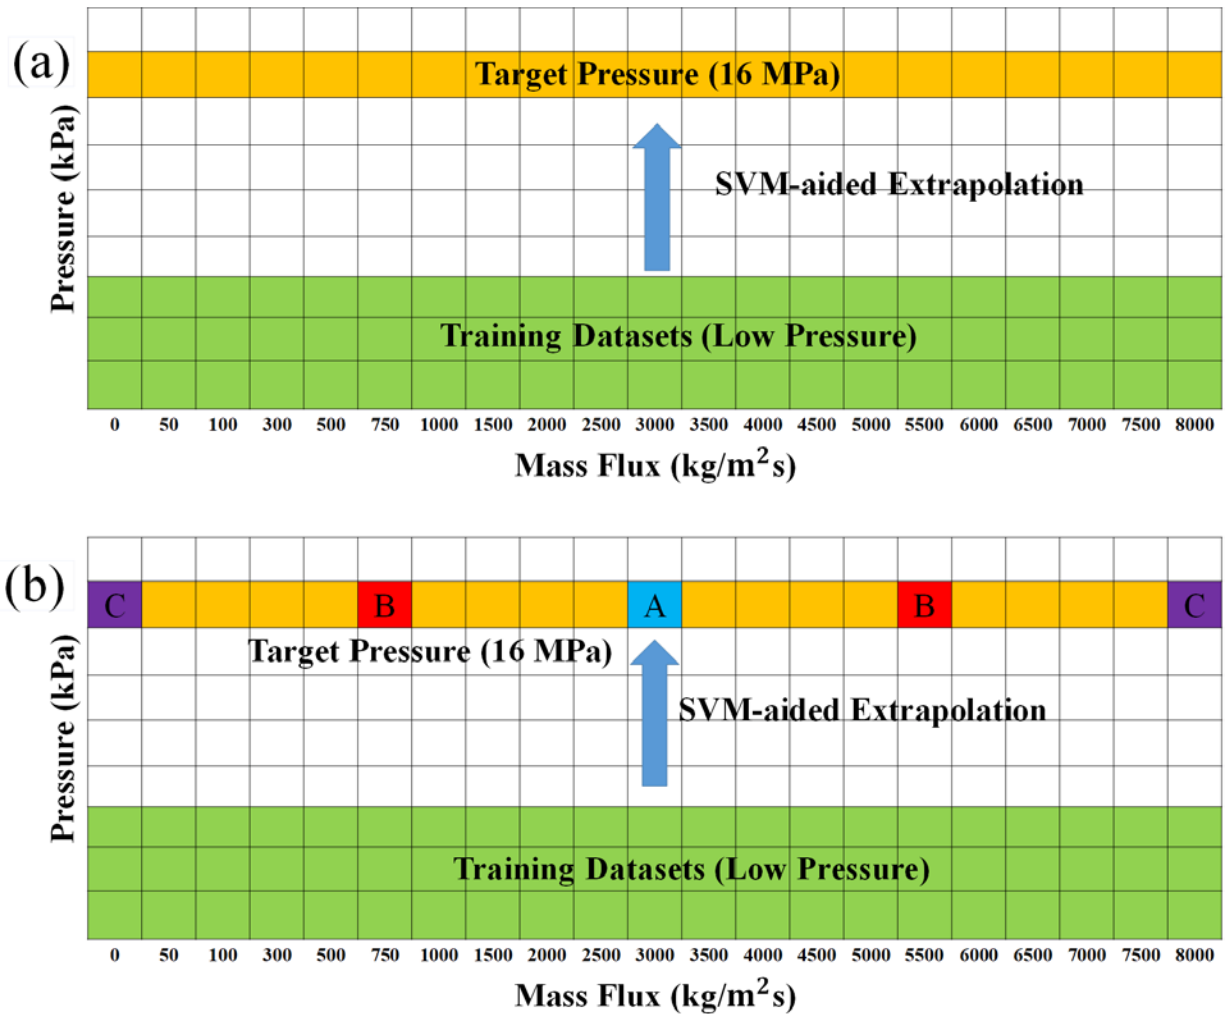 (a)
Target Pressure (16 MPa)
SVM-aided Extrapolation
Training Datasets (Low Pressure)
Pressure (kPa)
0 50 100 300 500 750 1000 1500 2000 2500 3000 3500 4000 4500 5000 5500 6000 7000 7500 8000
Mass Flux (kg/m²s)
(b)
C B A B C
Target Pressure (16 MPa)
SVM-aided Extrapolation
Training Datasets (Low Pressure)
Pressure (kPa)
0 50 100 300 500 750 1000 1500 2000 2500 3000 3500 4000 4500 5000 5500 6000 7000 7500 8000
Mass Flux (kg/m²s)